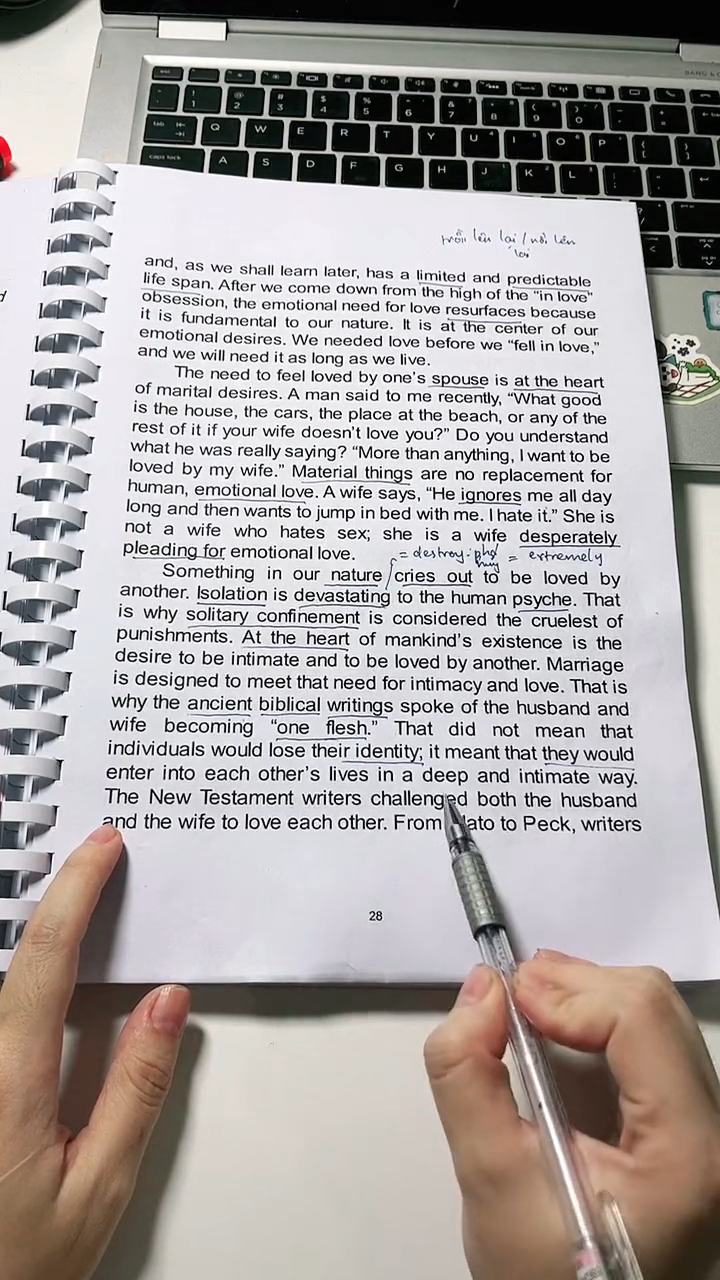 trỗi lên lại / nổi lên
lại
and, as we shall learn later, has a limited and predictable
life span. After we come down from the high of the “in love”
obsession, the emotional need for love resurfaces because
it is fundamental to our nature. It is at the center of our
emotional desires. We needed love before we “fell in love,”
and we will need it as long as we live.
The need to feel loved by one’s spouse is at the heart
of marital desires. A man said to me recently, “What good
is the house, the cars, the place at the beach, or any of the
rest of it if your wife doesn’t love you?” Do you understand
what he was really saying? “More than anything, I want to be
loved by my wife.” Material things are no replacement for
human, emotional love. A wife says, “He ignores me all day
long and then wants to jump in bed with me. I hate it.” She is
not a wife who hates sex; she is a wife desperately
pleading for emotional love.
= destroy: phá = extremely
hủy
Something in our nature cries out to be loved by
another. Isolation is devastating to the human psyche. That
is why solitary confinement is considered the cruelest of
punishments. At the heart of mankind’s existence is the
desire to be intimate and to be loved by another. Marriage
is designed to meet that need for intimacy and love. That is
why the ancient biblical writings spoke of the husband and
wife becoming “one flesh.” That did not mean that
individuals would lose their identity; it meant that they would
enter into each other’s lives in a deep and intimate way.
The New Testament writers challenged both the husband
and the wife to love each other. From lato to Peck, writers
28